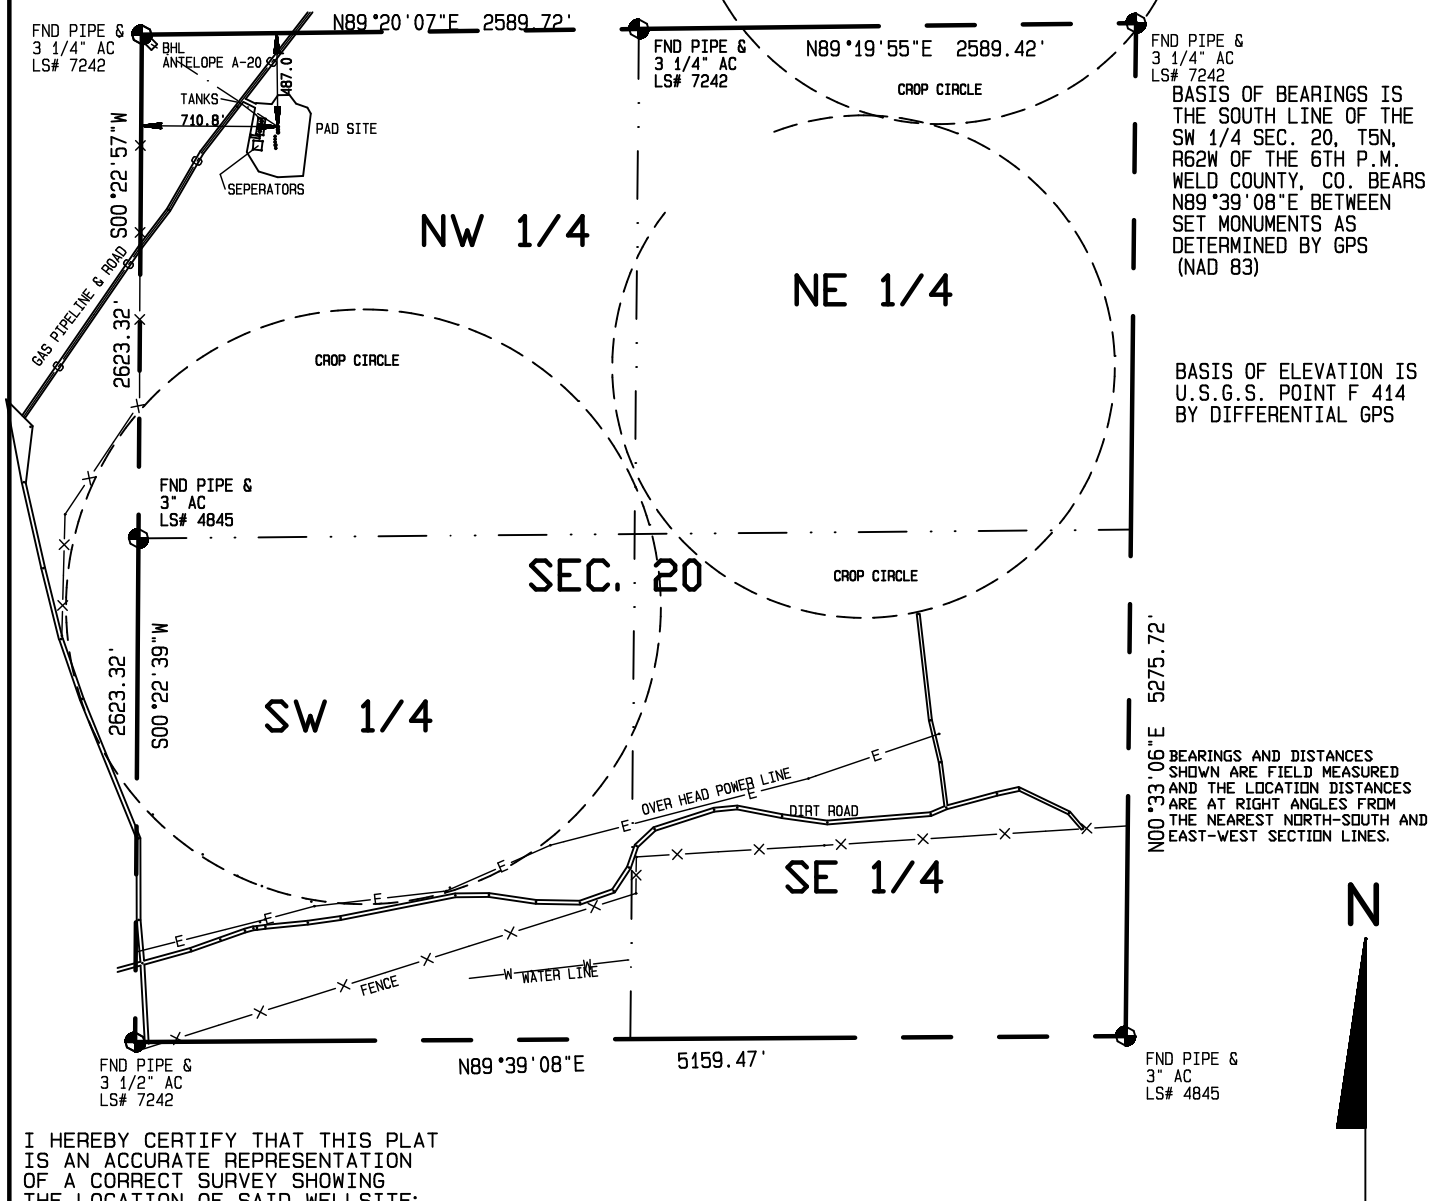 N89°20'07"E 2589.72'
FND PIPE &
3 1/4" AC
LS# 7242
BHL
ANTELOPE A-20
487.0'
TANKS
710.8'
PAD SITE
SEPERATORS
FND PIPE &
3 1/4" AC
LS# 7242
N89°19'55"E 2589.42'
CROP CIRCLE
FND PIPE &
3 1/4" AC
LS# 7242
BASIS OF BEARINGS IS
THE SOUTH LINE OF THE
SW 1/4 SEC. 20, T5N,
R62W OF THE 6TH P.M.
WELD COUNTY, CO. BEARS
N89°39'08"E BETWEEN
SET MONUMENTS AS
DETERMINED BY GPS
(NAD 83)
S00°22'57"W
2623.32'
GAS PIPELINE & ROAD
NW 1/4
NE 1/4
CROP CIRCLE
BASIS OF ELEVATION IS
U.S.G.S. POINT F 414
BY DIFFERENTIAL GPS
FND PIPE &
3" AC
LS# 4845
SEC. 20
CROP CIRCLE
2623.32'
S00°22'39"W
SW 1/4
N00°33'06"E 5275.72'
BEARINGS AND DISTANCES
SHOWN ARE FIELD MEASURED
AND THE LOCATION DISTANCES
ARE AT RIGHT ANGLES FROM
THE NEAREST NORTH-SOUTH AND
EAST-WEST SECTION LINES.
E
OVER HEAD POWER LINE
E
DIRT ROAD
E
E
E
E
E
SE 1/4
N
FENCE
W WATER LINE W
N89°39'08"E
5159.47'
FND PIPE &
3 1/2" AC
LS# 7242
FND PIPE &
3" AC
LS# 4845
I HEREBY CERTIFY THAT THIS PLAT
IS AN ACCURATE REPRESENTATION
OF A CORRECT SURVEY SHOWING
THE LOCATION OF SAID WELLSITE: